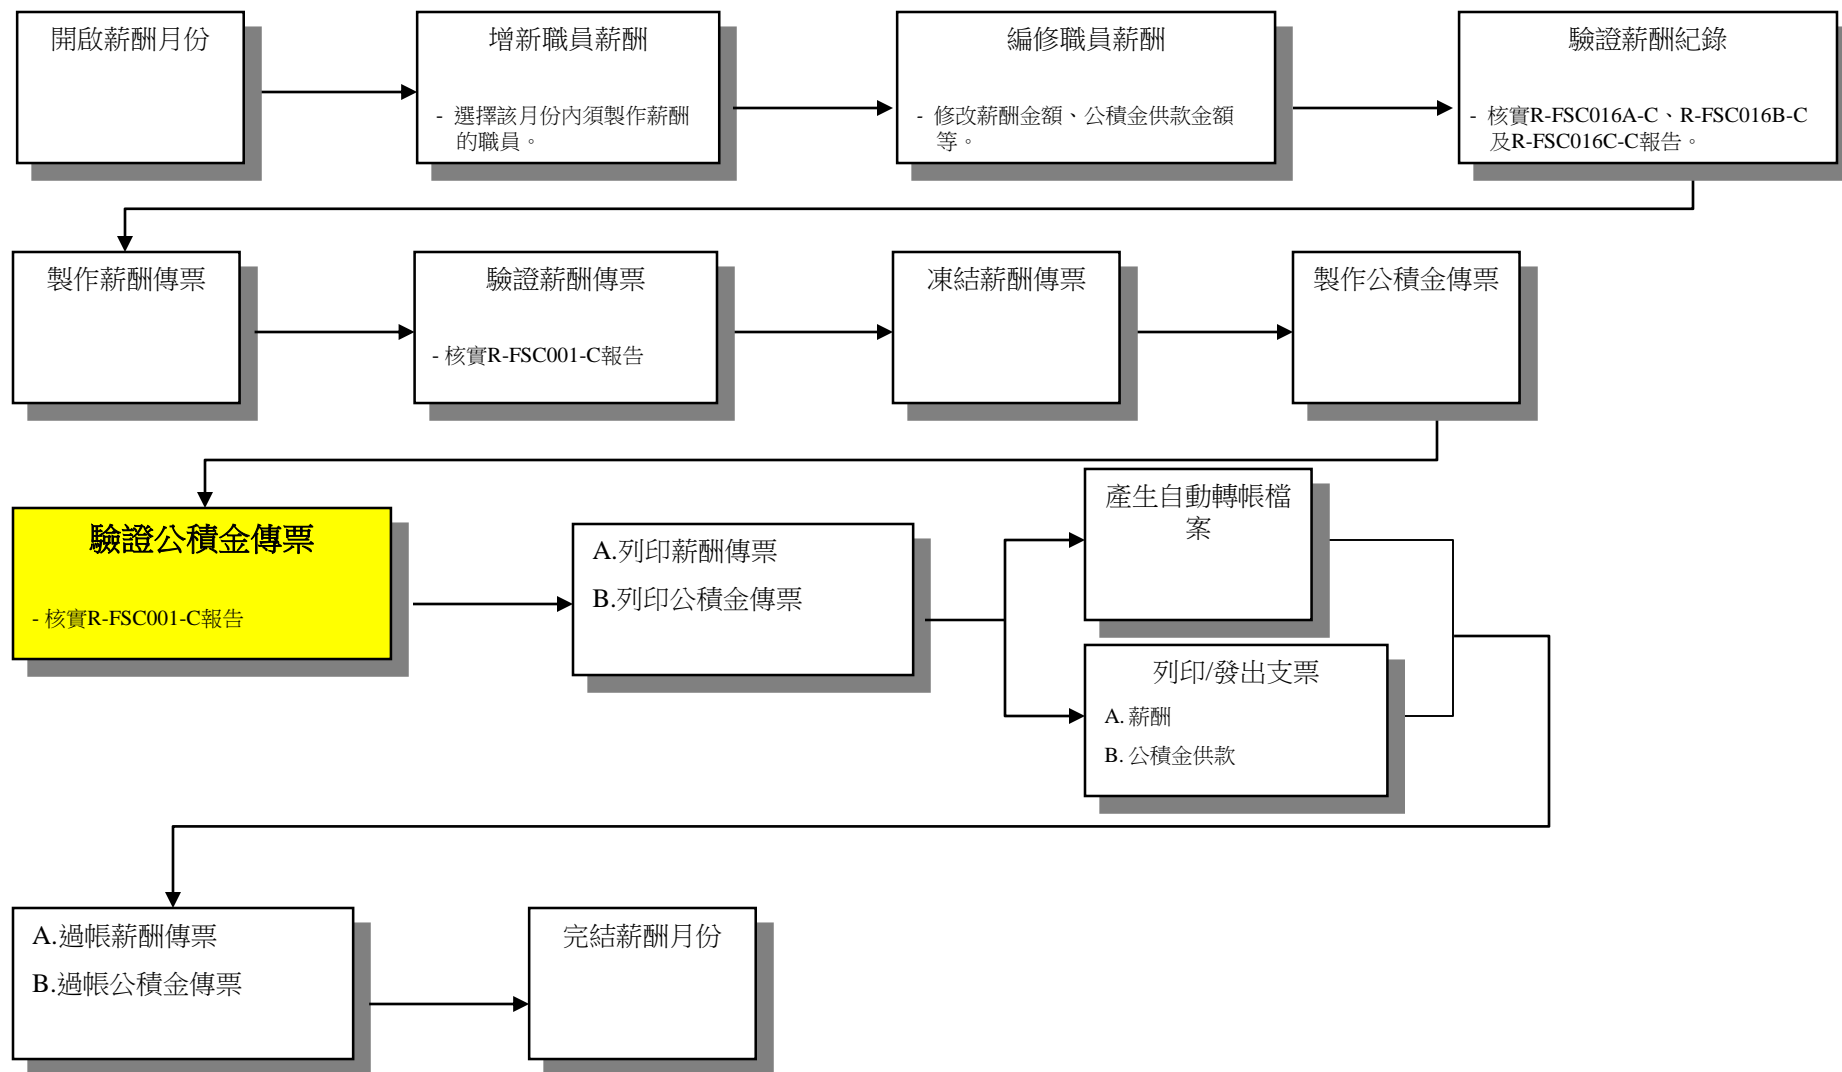 開啟薪酬月份
增新職員薪酬
- 選擇該月份內須製作薪酬
的職員。
編修職員薪酬
- 修改薪酬金額、公積金供款金額
等。
驗證薪酬紀錄
- 核實R-FSC016A-C、R-FSC016B-C
及R-FSC016C-C報告。
製作薪酬傳票
驗證薪酬傳票
- 核實R-FSC001-C報告
凍結薪酬傳票
製作公積金傳票
驗證公積金傳票
- 核實R-FSC001-C報告
A.列印薪酬傳票
B.列印公積金傳票
產生自動轉帳檔
案
列印/發出支票
A. 薪酬
B. 公積金供款
A.過帳薪酬傳票
B.過帳公積金傳票
完結薪酬月份